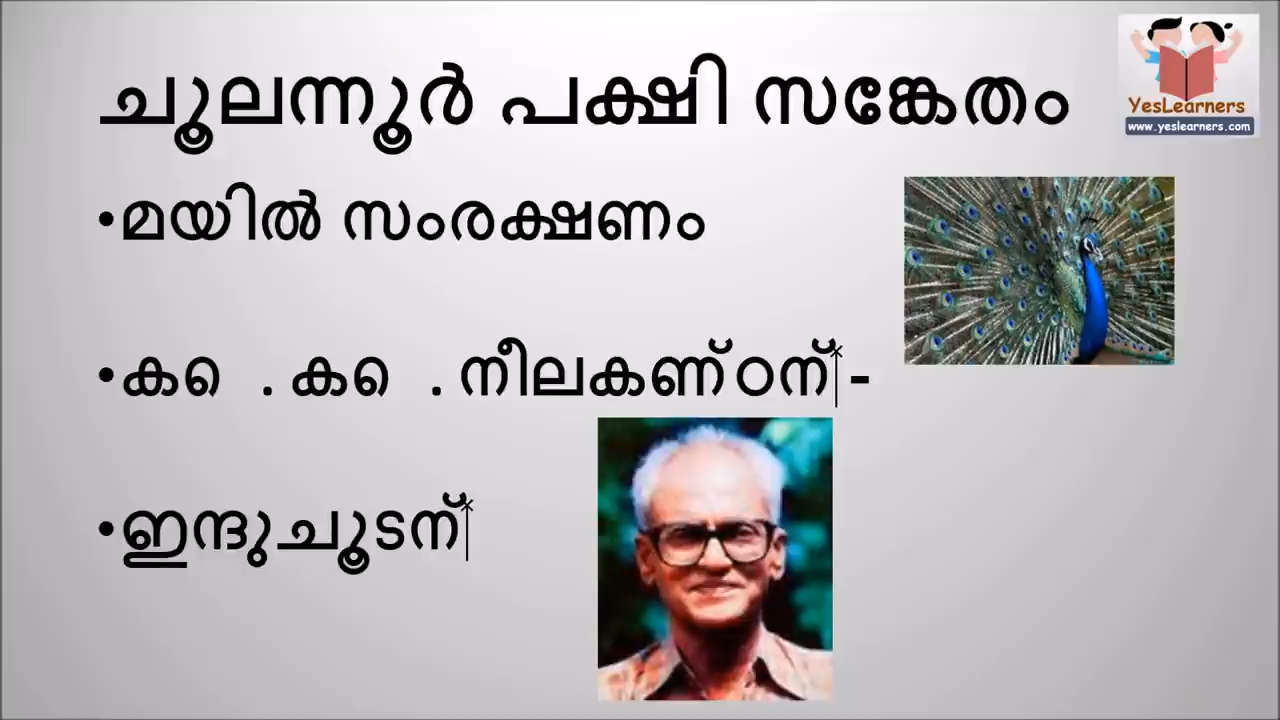 ചൂലന്നൂർ പക്ഷി സങ്കേതം
YesLearners
www.yeslearners.com
•മയിൽ സംരക്ഷണം
•കെ .കെ .നീലകണ്ഠന്‍-
•ഇന്ദുചൂടന്‍